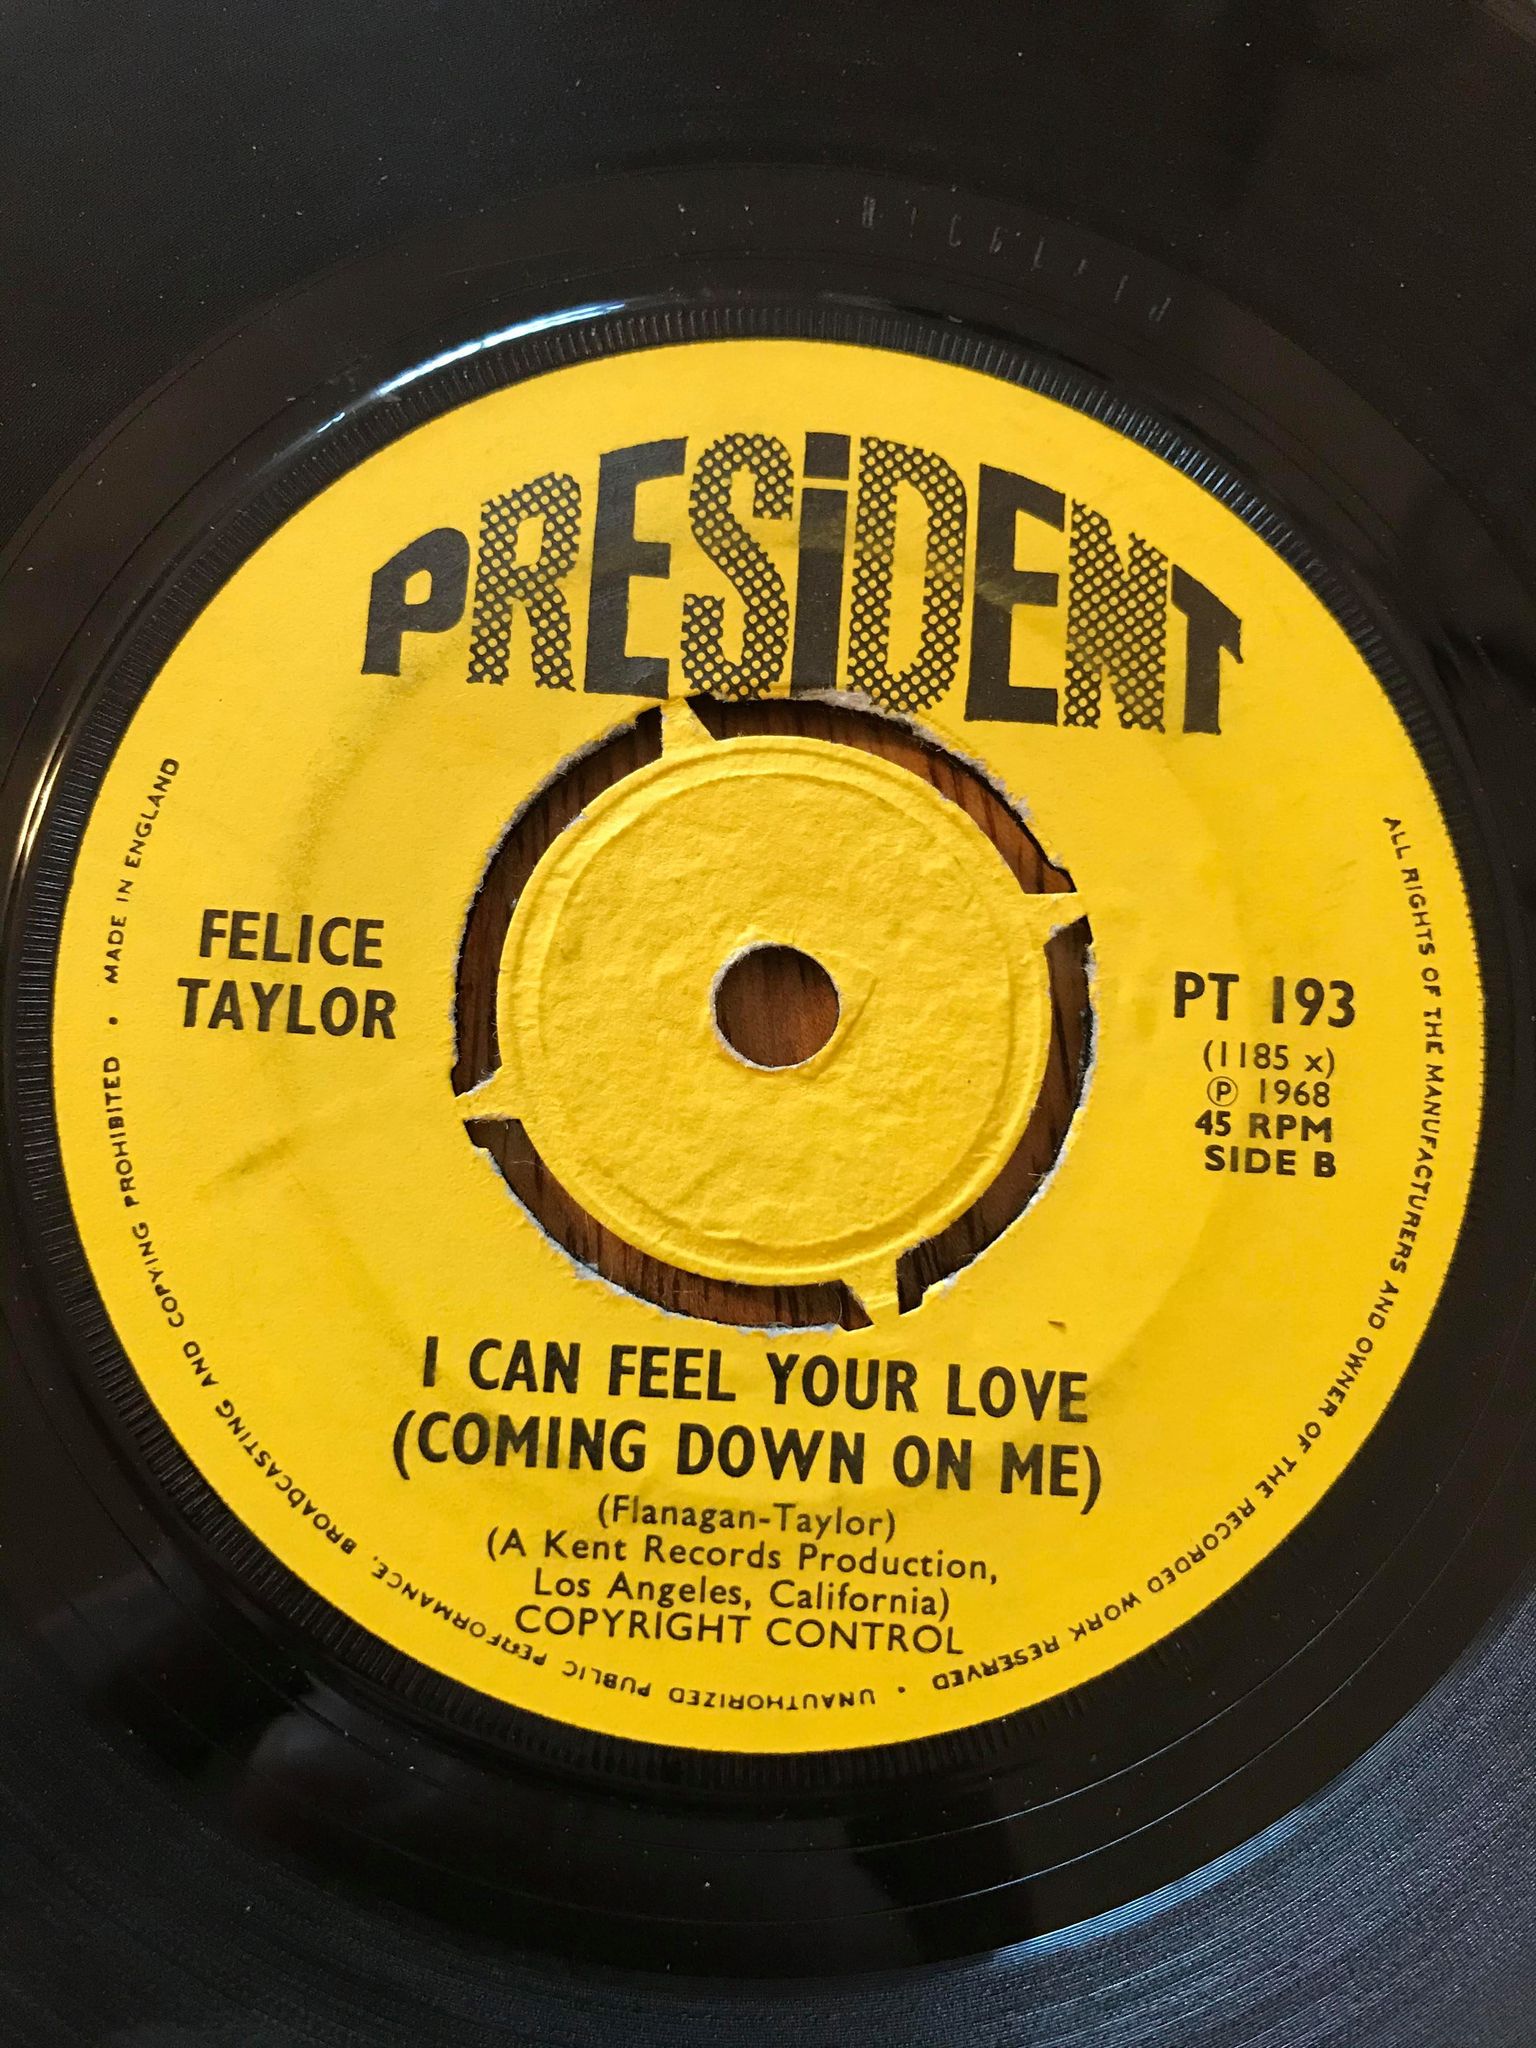 PRESiDENT
FELICE
TAYLOR
PT 193
(1185 x)
Ⓟ 1968
45 RPM
SIDE B
I CAN FEEL YOUR LOVE
(COMING DOWN ON ME)
(Flanagan-Taylor)
(A Kent Records Production,
Los Angeles, California)
COPYRIGHT CONTROL
ALL RIGHTS OF THE MANUFACTURERS AND OWNER OF THE RECORDED WORK RESERVED • UNAUTHORIZED PUBLIC PERFORMANCE, BROADCASTING AND COPYING PROHIBITED • MADE IN ENGLAND